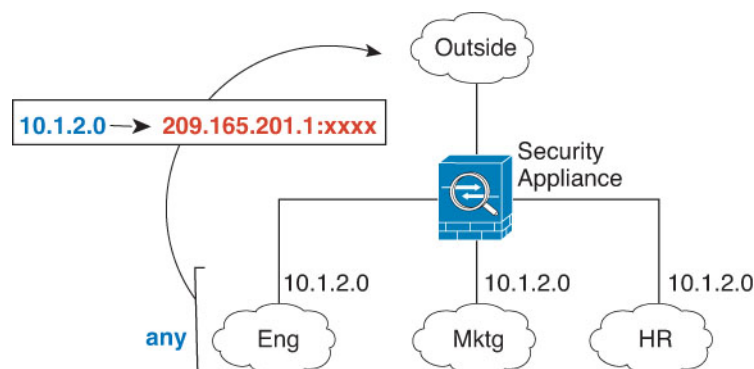 Outside
10.1.2.0 209.165.201.1:xxxx
Security
Appliance
10.1.2.0 10.1.2.0 10.1.2.0
any Eng Mktg HR